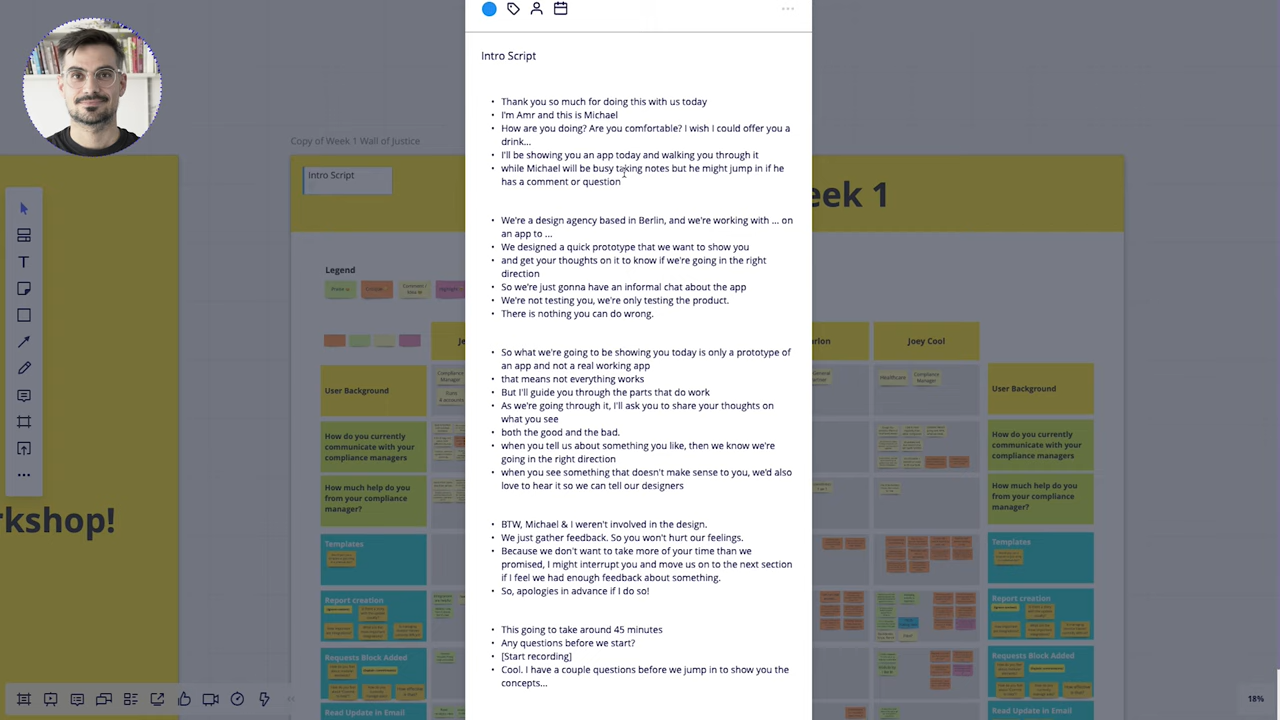 Intro Script
Thank you so much for doing this with us today
I'm Amr and this is Michael
How are you doing? Are you comfortable? I wish I could offer you a
drink...
I'll be showing you an app today and walking you through it
while Michael will be busy taking notes but he might jump in if he
has a comment or question
We're a design agency based in Berlin, and we're working with ... on
an app to ...
We designed a quick prototype that we want to show you
and get your thoughts on it to know if we're going in the right
direction
So we're just gonna have an informal chat about the app
We're not testing you, we're only testing the product.
There is nothing you can do wrong.
So what we're going to be showing you today is only a prototype of
an app and not a real working app
that means not everything works
But I'll guide you through the parts that do work
As we're going through it, I'll ask you to share your thoughts on
what you see
both the good and the bad.
when you tell us about something you like, then we know we're
going in the right direction
when you see something that doesn't make sense to you, we'd also
love to hear it so we can tell our designers
BTW, Michael & I weren't involved in the design.
We just gather feedback. So you won't hurt our feelings.
Because we don't want to take more of your time than we
promised, I might interrupt you and move us on to the next section
if I feel we had enough feedback about something.
So, apologies in advance if I do so!
This going to take around 45 minutes
Any questions before we start?
[Start recording]
Cool. I have a couple questions before we jump in to show you the
concepts...
Copy of Week 1 Wall of Justice
Intro Script
eek 1
Legend
Joey Cool
User Background
Compliance
Manager
Healthcare
Compliance
Manager
User Background
How do you currently
communicate with your
compliance managers
How do you currently
communicate with your
compliance managers
How much help do you
from your compliance
manager?
How much help do you
from your compliance
manager?
rkshop!
Templates
Templates
Report creation
Report creation
Requests Block Added
Requests Block Added
Read Update in Email
Read Update in Email
18%